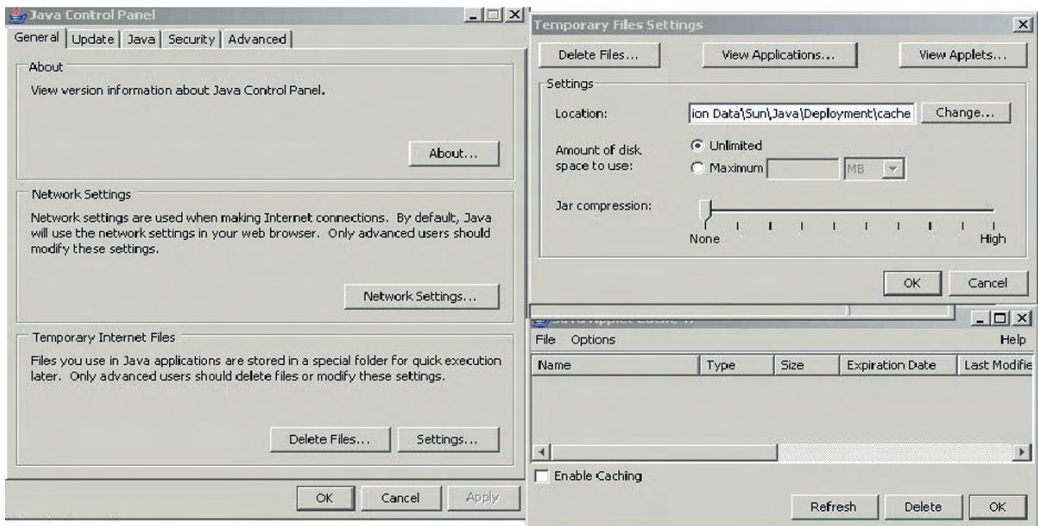 Java Control Panel
General Update Java Security Advanced
About
View version information about Java Control Panel.
About...
Network Settings
Network settings are used when making Internet connections. By default, Java
will use the network settings in your web browser. Only advanced users should
modify these settings.
Network Settings...
Temporary Internet Files
Files you use in Java applications are stored in a special folder for quick execution
later. Only advanced users should delete files or modify these settings.
Delete Files... Settings...
OK Cancel Apply
Temporary Files Settings
Delete Files... View Applications... View Applets...
Settings
Location: ion Data\Sun\Java\Deployment\cache Change...
Amount of disk
space to use:
Unlimited
Maximum MB
Jar compression:
None High
OK Cancel
Java Applet Cache
File Options Help
Name Type Size Expiration Date Last Modifie
Enable Caching
Refresh Delete OK